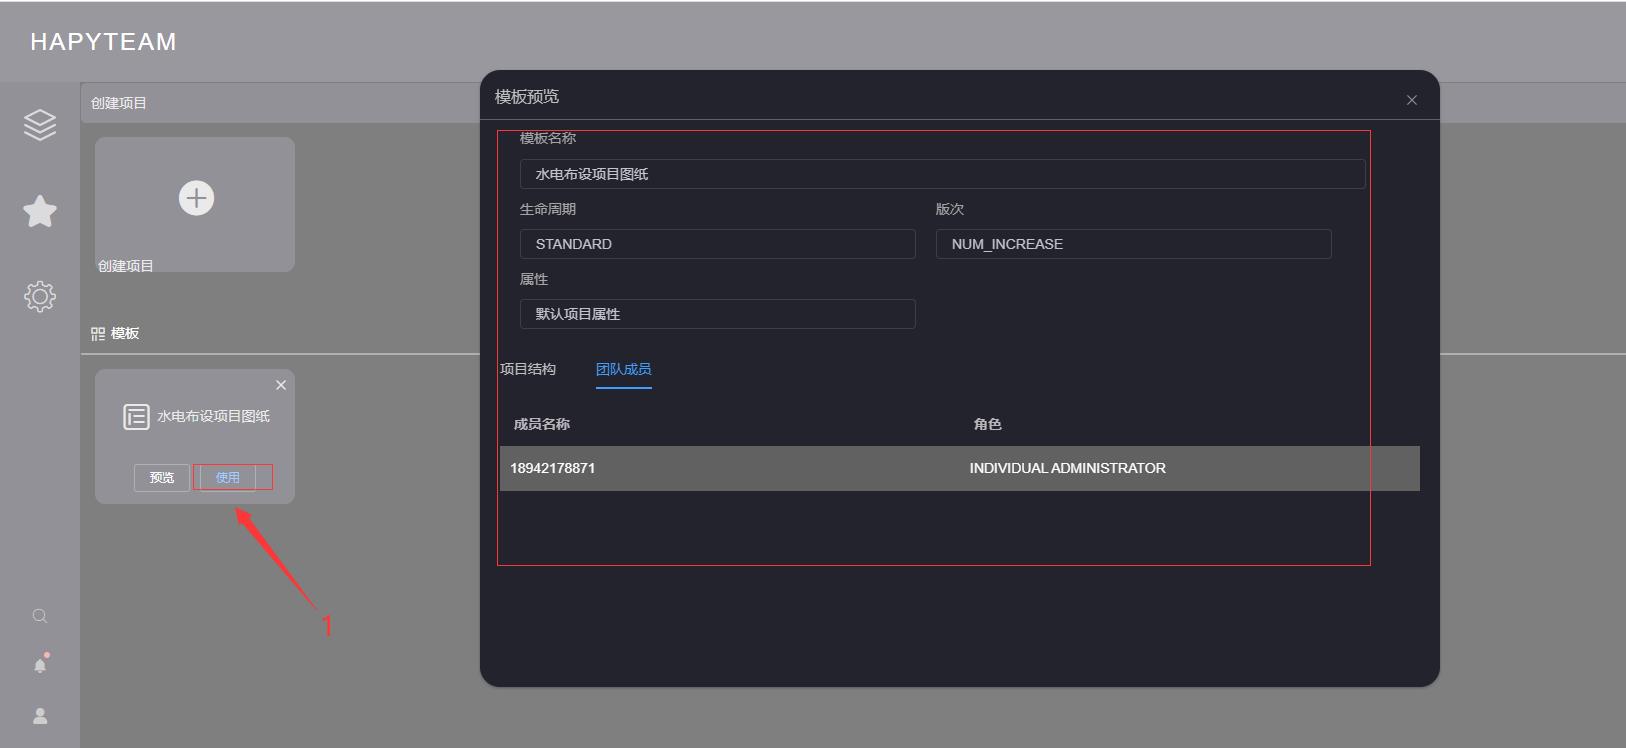 HAPYTEAM
创建项目
创建项目
模板
水电布设项目图纸
预览 使用
1
模板预览
模板名称
水电布设项目图纸
生命周期 版次
STANDARD NUM_INCREASE
属性
默认项目属性
项目结构 团队成员
成员名称 角色
18942178871 INDIVIDUAL ADMINISTRATOR